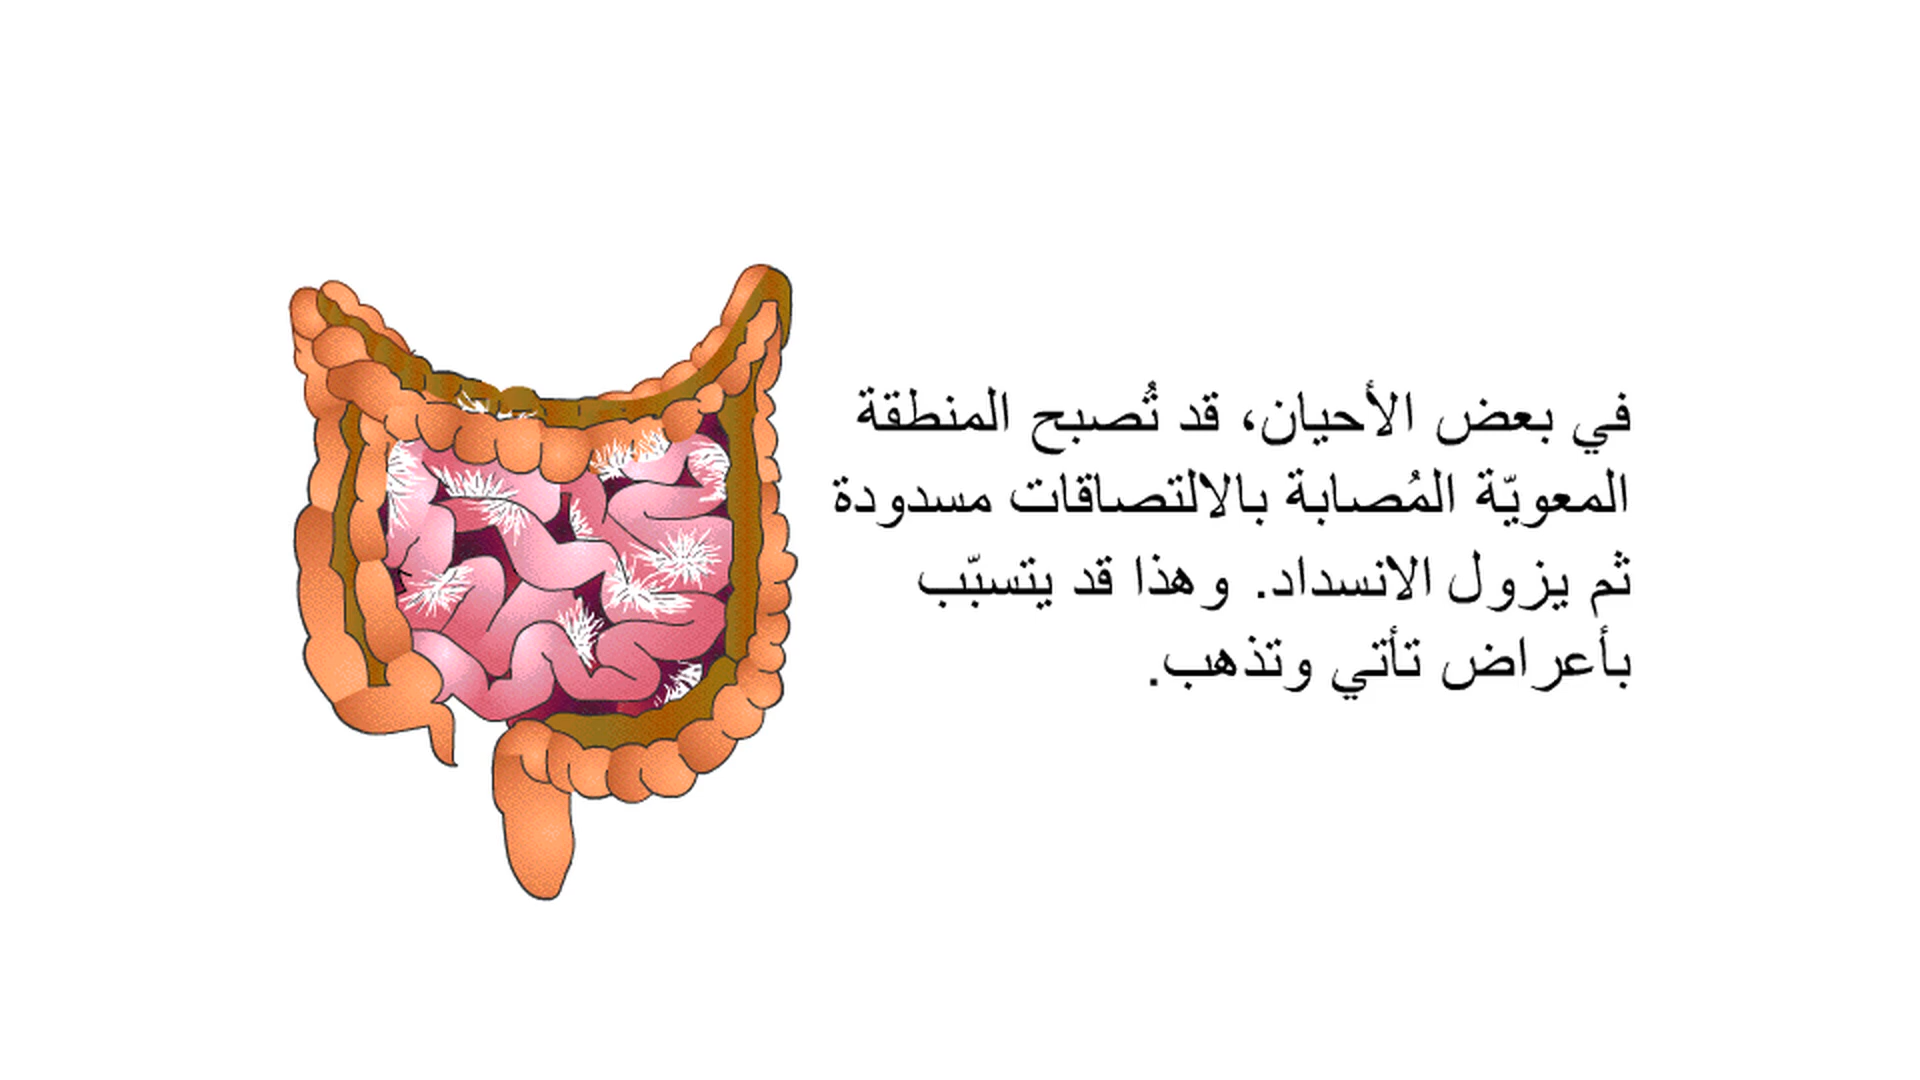 في بعض الأحيان، قد تُصبح المنطقة
المعويّة المُصابة بالالتصاقات مسدودة
ثم يزول الانسداد. وهذا قد يتسبّب
بأعراض تأتي وتذهب.